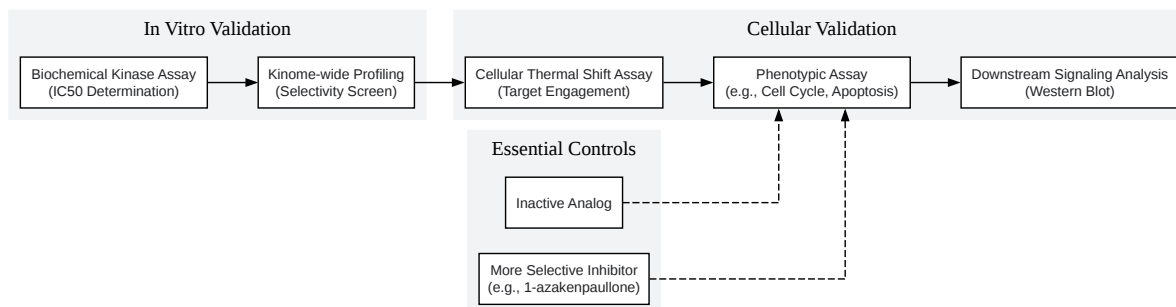 In Vitro Validation
Biochemical Kinase Assay
(IC50 Determination)
Kinome-wide Profiling
(Selectivity Screen)
Cellular Validation
Cellular Thermal Shift Assay
(Target Engagement)
Phenotypic Assay
(e.g., Cell Cycle, Apoptosis)
Downstream Signaling Analysis
(Western Blot)
Essential Controls
Inactive Analog
More Selective Inhibitor
(e.g., 1-azakenpaullone)